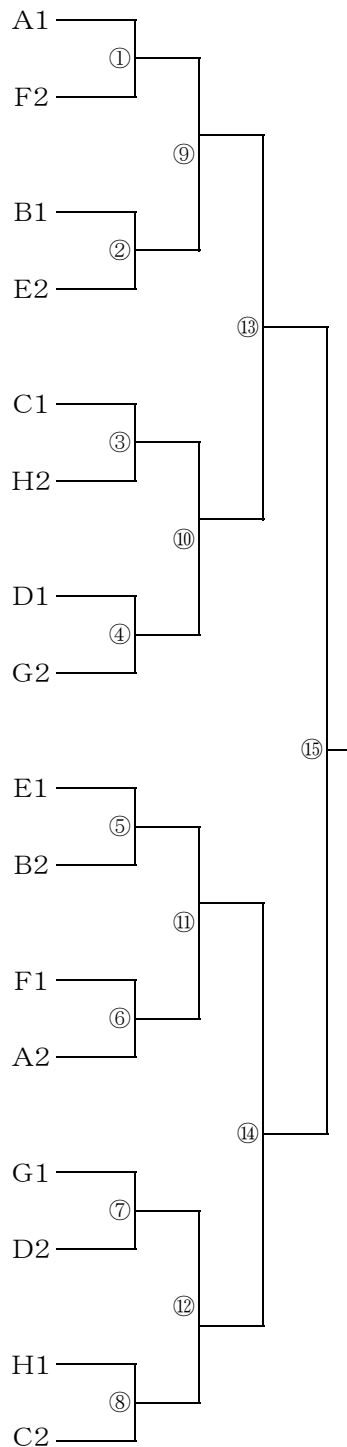 A1
①
F2
⑨
B1
②
E2
⑬
C1
③
H2
⑩
D1
④
G2
⑮
E1
⑤
B2
⑪
F1
⑥
A2
⑭
G1
⑦
D2
⑫
H1
⑧
C2